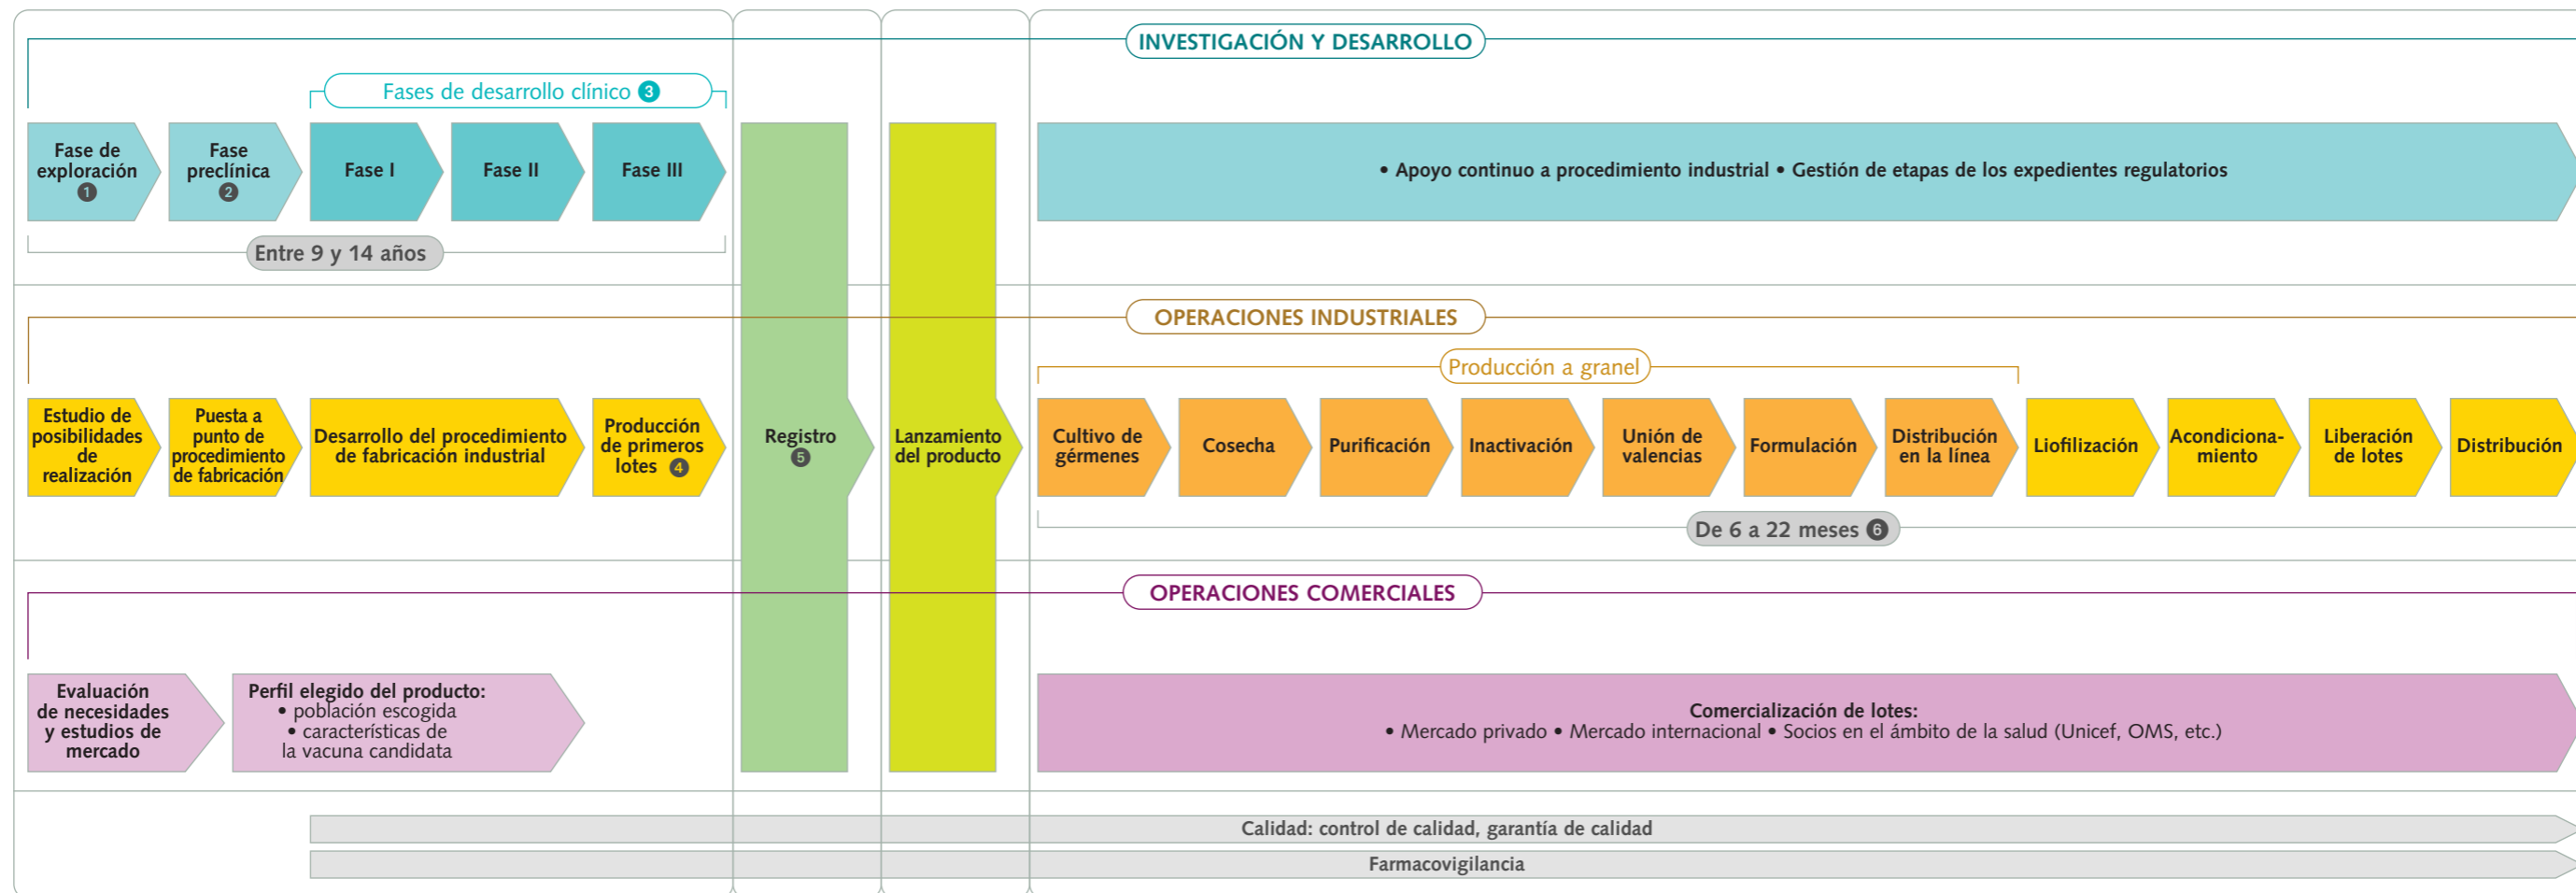 INVESTIGACIÓN Y DESARROLLO
Fases de desarrollo clínico 3
Fase de
exploración
1
Fase
preclínica
2
Fase I
Fase II
Fase III
• Apoyo continuo a procedimiento industrial • Gestión de etapas de los expedientes regulatorios
Entre 9 y 14 años
OPERACIONES INDUSTRIALES
Producción a granel
Estudio de
posibilidades
de
realización
Puesta a
punto de
procedimiento
de fabricación
Desarrollo del procedimiento
de fabricación industrial
Producción
de primeros
lotes 4
Registro
5
Lanzamiento
del producto
Cultivo de
gérmenes
Cosecha
Purificación
Inactivación
Unión de
valencias
Formulación
Distribución
en la línea
Liofilización
Acondiciona-
miento
Liberación
de lotes
Distribución
De 6 a 22 meses 6
OPERACIONES COMERCIALES
Evaluación
de necesidades
y estudios de
mercado
Perfil elegido del producto:
• población escogida
• características de
la vacuna candidata
Comercialización de lotes:
• Mercado privado • Mercado internacional • Socios en el ámbito de la salud (Unicef, OMS, etc.)
Calidad: control de calidad, garantía de calidad
Farmacovigilancia